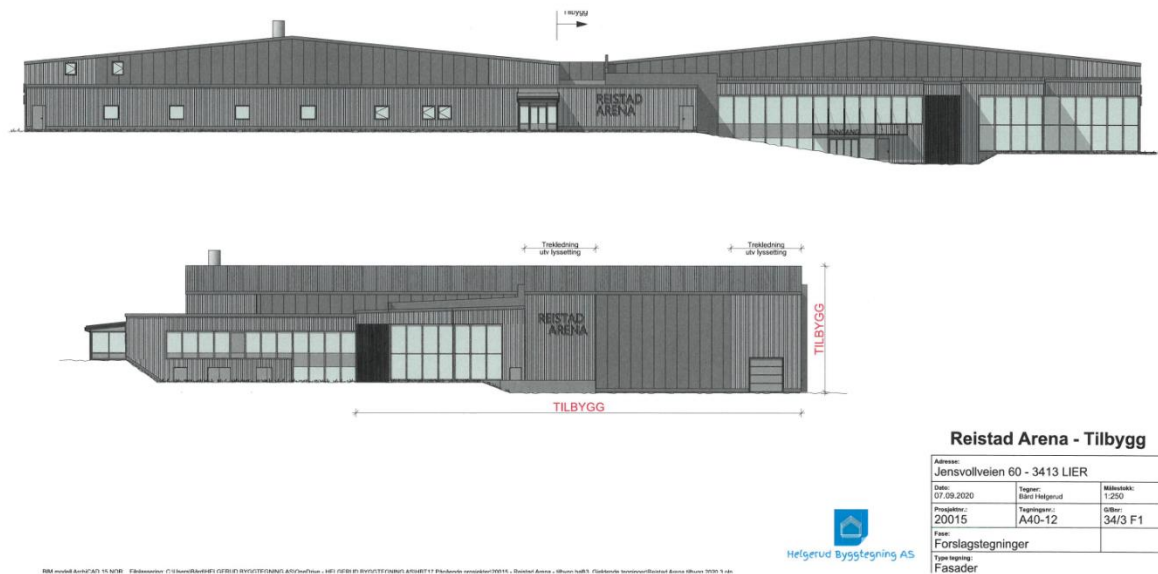 Tilbygg
REISTAD
ARENA
INNGANG
Trekledning
utv lyssetting
Trekledning
utv lyssetting
REISTAD
ARENA
TILBYGG
TILBYGG
Reistad Arena - Tilbygg
Adresse:
Jensvollveien 60 - 3413 LIER
Dato:
07.09.2020
Tegner:
Bård Helgerud
Målestokk:
1:250
Prosjektnr.:
20015
Tegningsnr.:
A40-12
G/Bnr:
34/3 F1
Fase:
Forslagstegninger
Type tegning:
Fasader
Helgerud Byggtegning AS